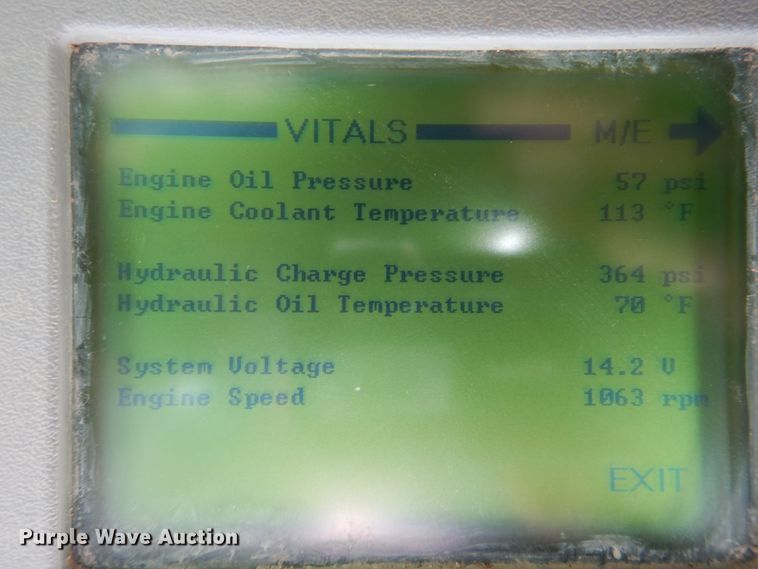 VITALS M/E
Engine Oil Pressure 57 psi
Engine Coolant Temperature 113 °F
Hydraulic Charge Pressure 364 psi
Hydraulic Oil Temperature 70 °F
System Voltage 14.2 V
Engine Speed 1063 rpm
EXIT
Purple Wave Auction